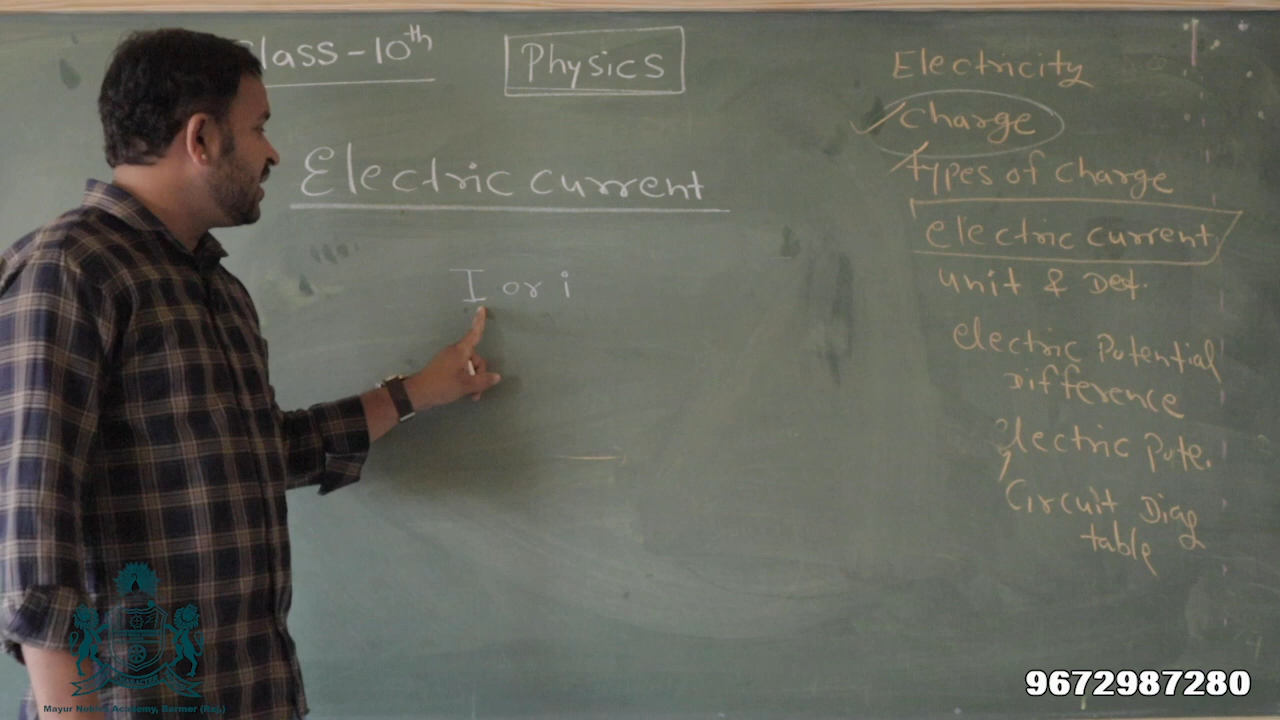 Class-10th
Physics
Electric current
I or i
Electricity
charge
types of charge
electric current
unit & Def.
electric Potential
Difference
electric Pote.
Circuit Diag
table
Mayur Nobles Academy, Barmer (Raj.)
9672987280